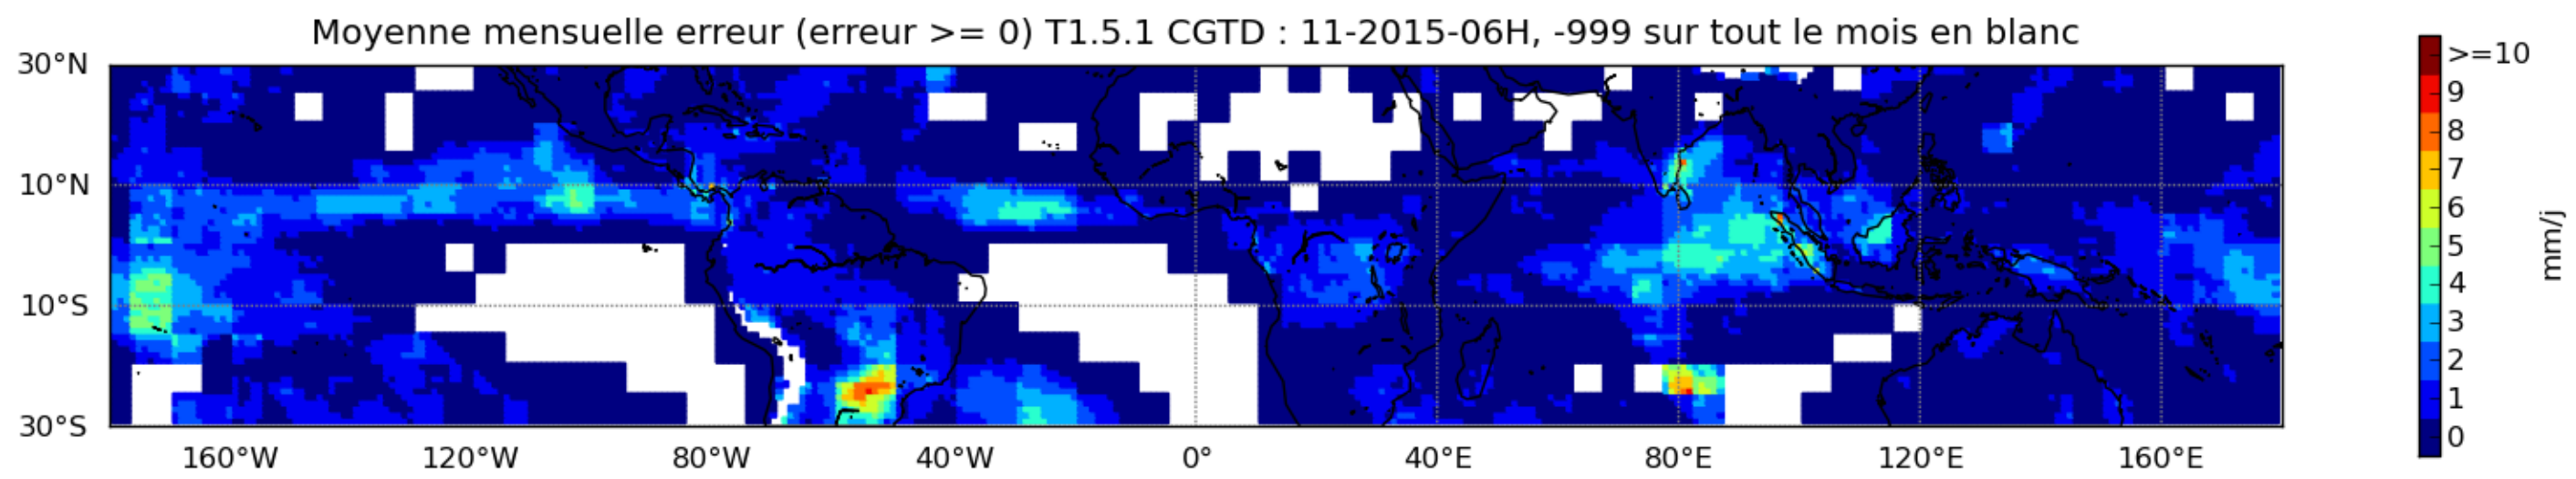 Moyenne mensuelle erreur (erreur >= 0) T1.5.1 CGTD : 11-2015-06H, -999 sur tout le mois en blanc
30°N
10°N
10°S
30°S
160°W 120°W 80°W 40°W 0° 40°E 80°E 120°E 160°E
>=10
9
8
7
6
5
4
3
2
1
0
mm/j